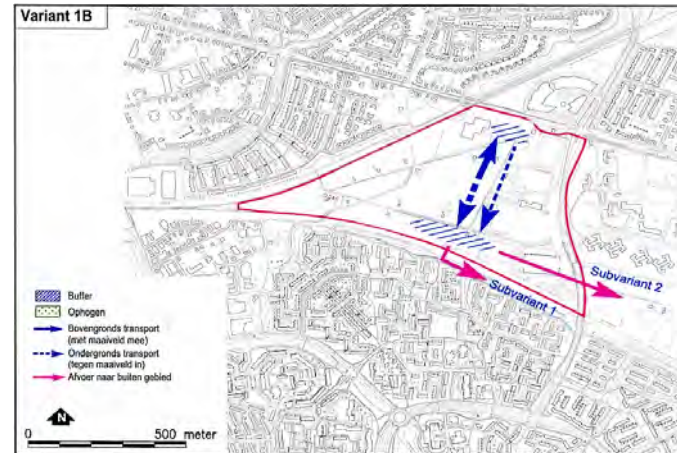 Variant 1B
Subvariant 2
Subvariant 1
Buffer
Ophogen
Bovengronds transport
(met maaiveld mee)
Ondergronds transport
(tegen maaiveld in)
Afvoer naar buiten gebied
N
0 500 meter